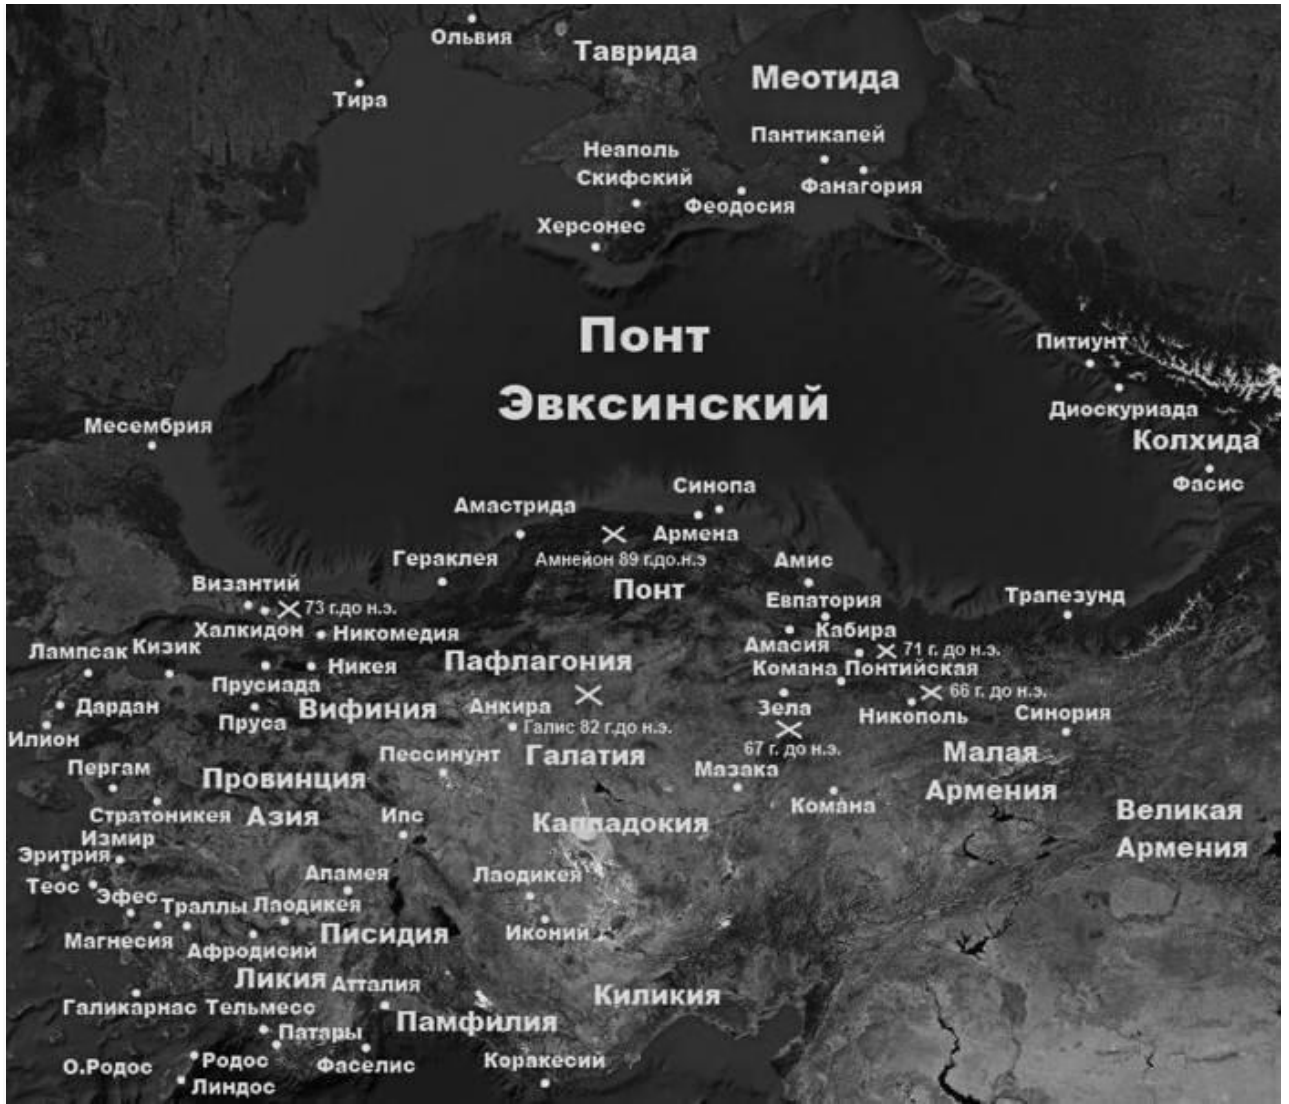 Ольвия
Таврида
Меотида
Тира
Пантикапей
Неаполь
Скифский
Фанагория
Феодосия
Херсонес
Понт
Эвксинский
Питиунт
Диоскуриада
Колхида
Фасис
Месембрия
Синопа
Амастрида
Армена
Амнейон 89 г.до.н.э
Гераклея
Амис
Понт
Византий
73 г.до н.э.
Евпатория
Трапезунд
Халкидон
Никомедия
Кабира
Амасия
71 г. до н.э.
Лампсак
Кизик
Никея
Пафлагония
Комана Понтийская
Прусиада
66 г. до н.э.
Дардан
Вифиния
Анкира
Зела
Никополь
Синория
Пруса
Галис 82 г.до н.э.
Илион
67 г. до н.э.
Пессинунт
Галатия
Малая
Армения
Пергам
Провинция
Азия
Мазака
Комана
Великая
Армения
Стратоникея
Ипс
Каппадокия
Измир
Эритрия
Апамея
Лаодикея
Теос
Эфес
Траллы
Лаодикея
Магнесия
Афродисий
Писидия
Иконий
Ликия
Атталия
Киликия
Галикарнас
Тельмесс
Памфилия
Патары
О.Родос
Родос
Фаселис
Коракесий
Линдос